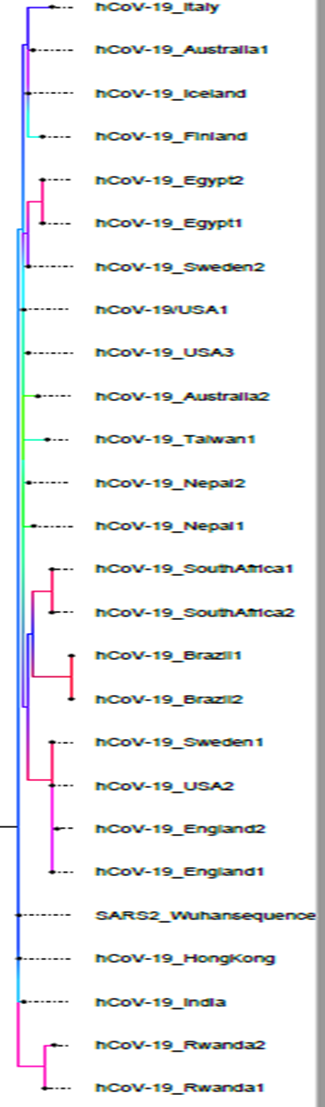 hCoV-19_Italy
hCoV-19_Australia1
hCoV-19_Iceland
hCoV-19_Finland
hCoV-19_Egypt2
hCoV-19_Egypt1
hCoV-19_Sweden2
hCoV-19/USA1
hCoV-19_USA3
hCoV-19_Australia2
hCoV-19_Taiwan1
hCoV-19_Nepal2
hCoV-19_Nepal1
hCoV-19_SouthAfrica1
hCoV-19_SouthAfrica2
hCoV-19_Brazil1
hCoV-19_Brazil2
hCoV-19_Sweden1
hCoV-19_USA2
hCoV-19_England2
hCoV-19_England1
SARS2_Wuhansequence
hCoV-19_HongKong
hCoV-19_India
hCoV-19_Rwanda2
hCoV-19_Rwanda1